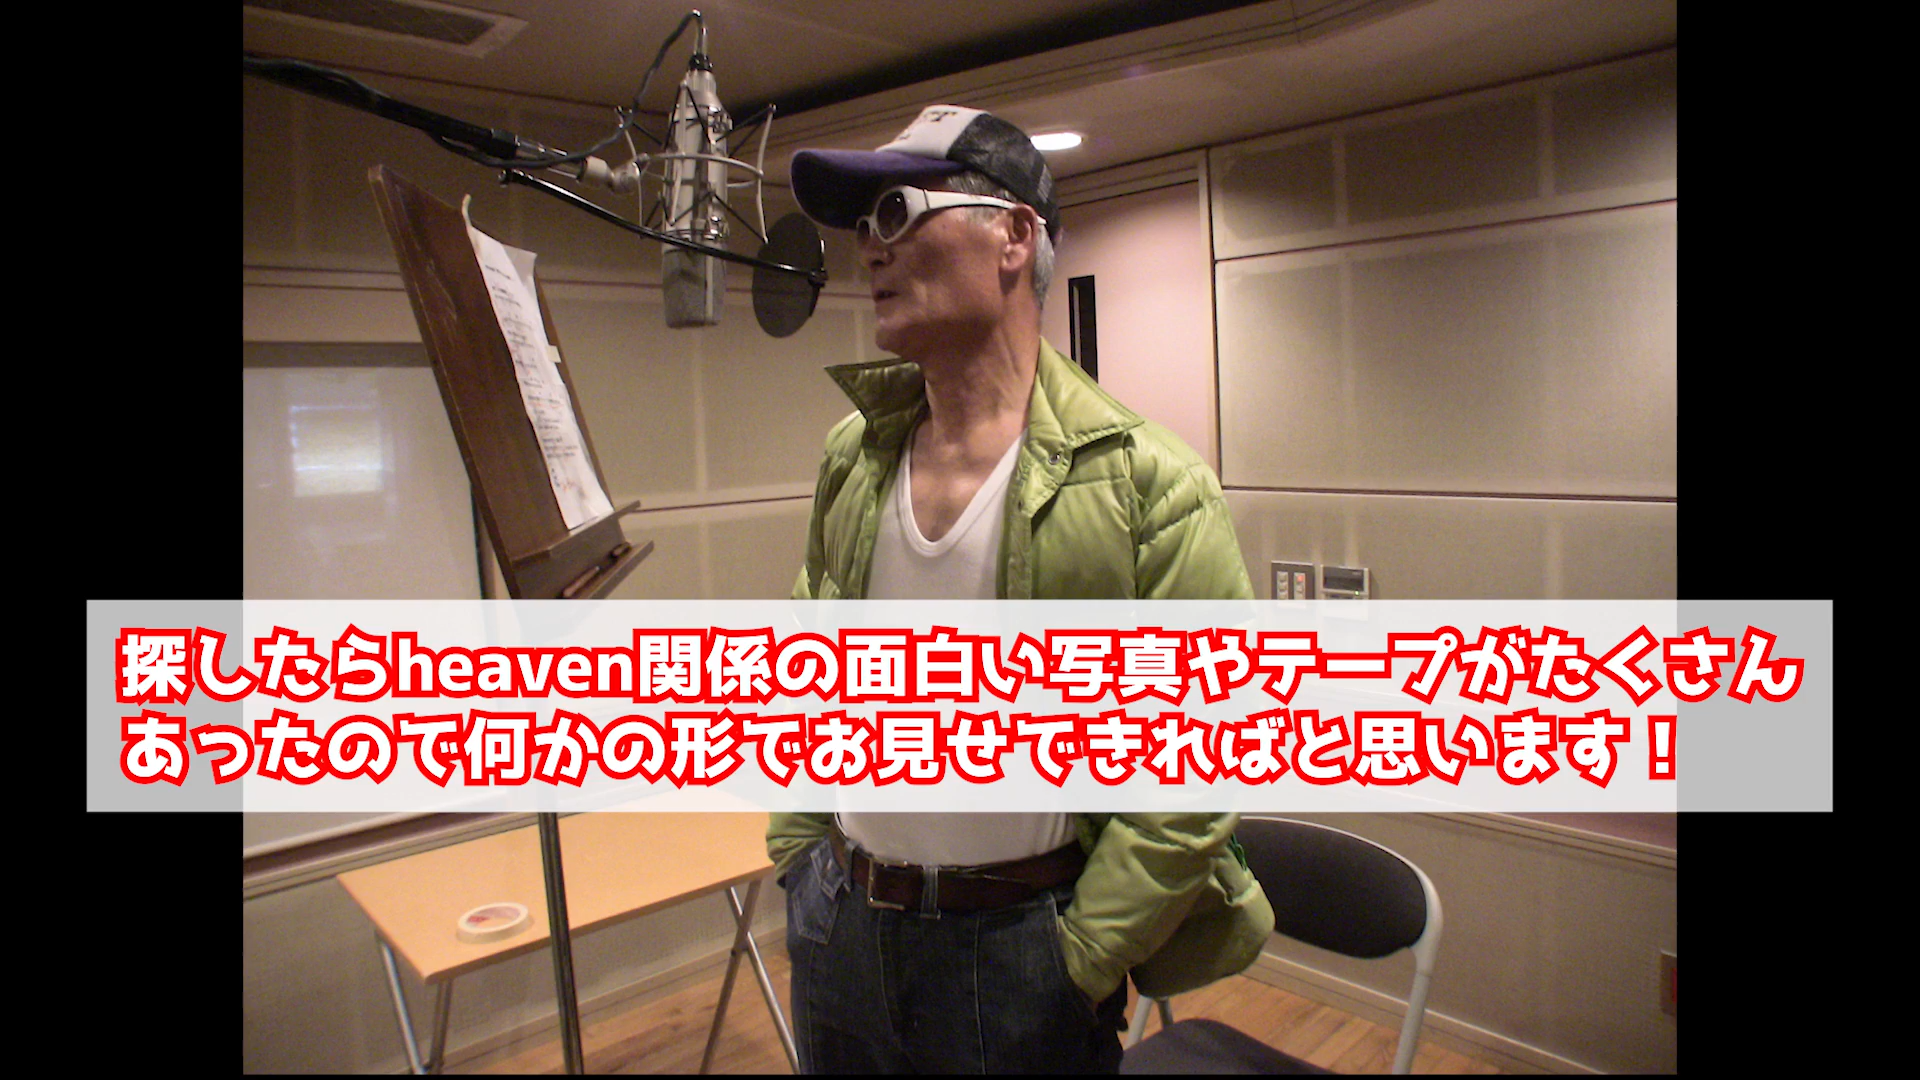 探したらheaven関係の面白い写真やテープがたくさん
あったので何かの形でお見せできればと思います！